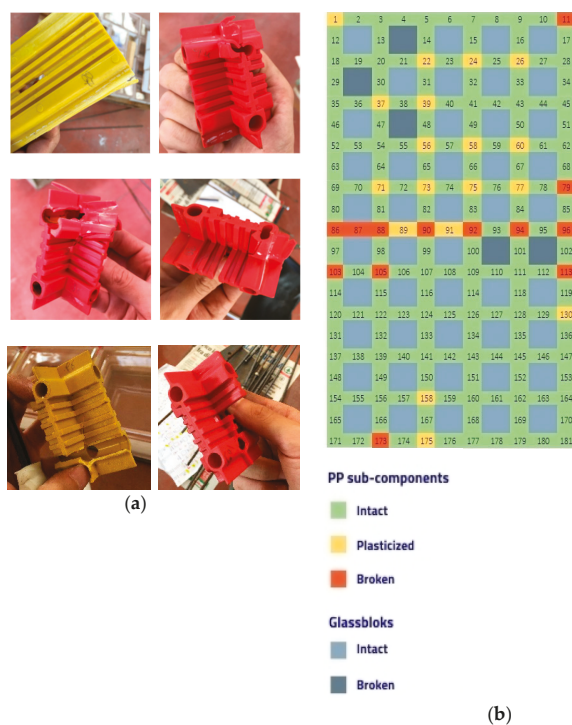 1 2 3 4 5 6 7 8 9 10 11
12 13 14 15 16 17
18 19 20 21 22 23 24 25 26 27 28
29 30 31 32 33 34
35 36 37 38 39 40 41 42 43 44 45
46 47 48 49 50 51
52 53 54 55 56 57 58 59 60 61 62
63 64 65 66 67 68
69 70 71 72 73 74 75 76 77 78 79
80 81 82 83 84 85
86 87 88 89 90 91 92 93 94 95 96
97 98 99 100 101 102
103 104 105 106 107 108 109 110 111 112 113
114 115 116 117 118 119
120 121 122 123 124 125 126 127 128 129 130
131 132 133 134 135 136
137 138 139 140 141 142 143 144 145 146 147
148 149 150 151 152 153
154 155 156 157 158 159 160 161 162 163 164
165 166 167 168 169 170
171 172 173 174 175 176 177 178 179 180 181
PP sub-components
Intact
Plasticized
Broken
Glassbloks
Intact
Broken
(a)
(b)